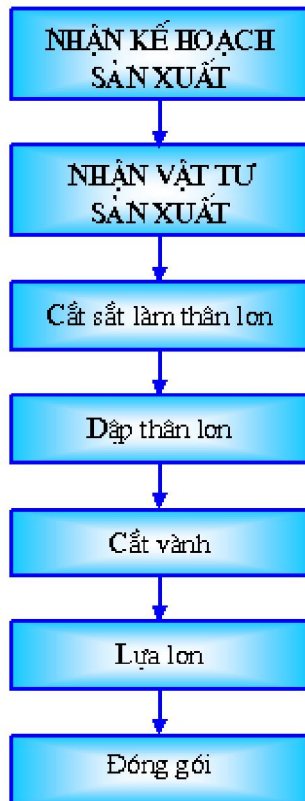 NHẬN KẾ HOẠCH
SẢN XUẤT
NHẬN VẬT TƯ
SẢN XUẤT
Cắt sắt làm thân lon
Dập thân lon
Cắt vành
Lựa lon
Đóng gói